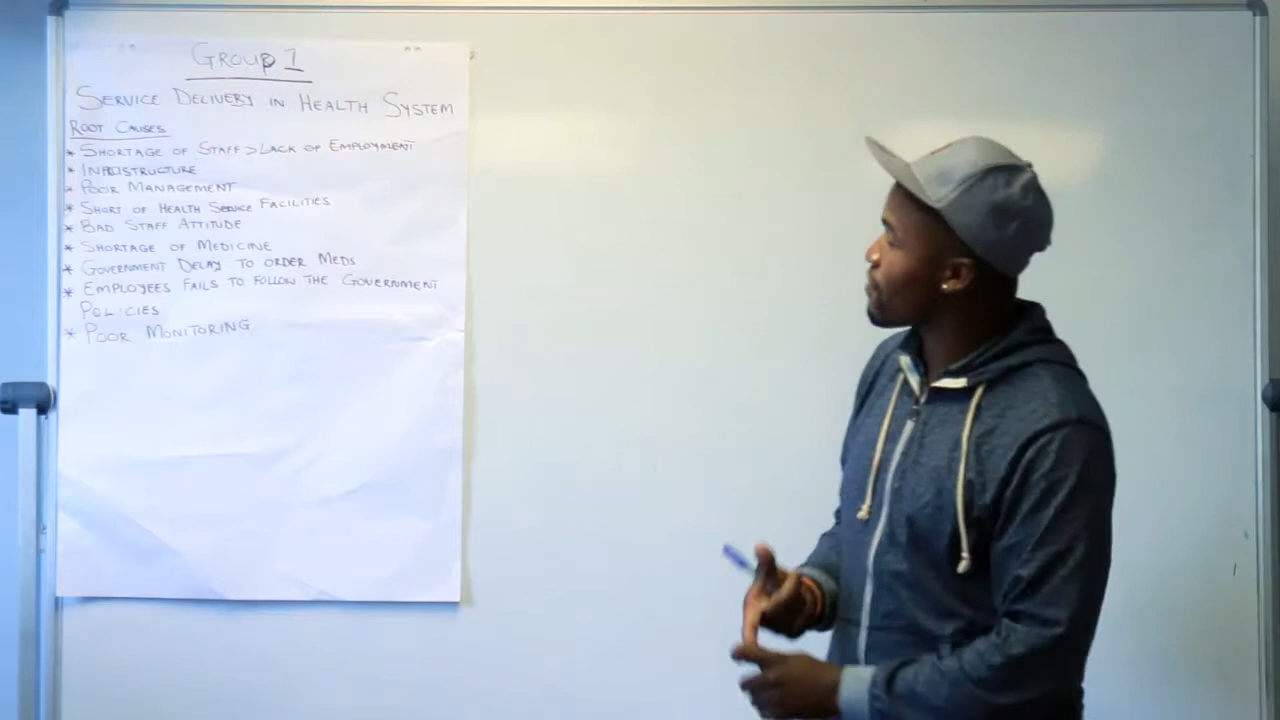 GROUP 1
SERVICE DELIVERY IN HEALTH SYSTEM
ROOT CAUSES
* SHORTAGE OF STAFF > LACK OF EMPLOYMENT
* INFRASTRUCTURE
* POOR MANAGEMENT
* SHORT OF HEALTH SERVICE FACILITIES
* BAD STAFF ATTITUDE
* SHORTAGE OF MEDICINE
* GOVERNMENT DELAY TO ORDER MEDS
* EMPLOYEES FAILS TO FOLLOW THE GOVERNMENT
POLICIES
* POOR MONITORING